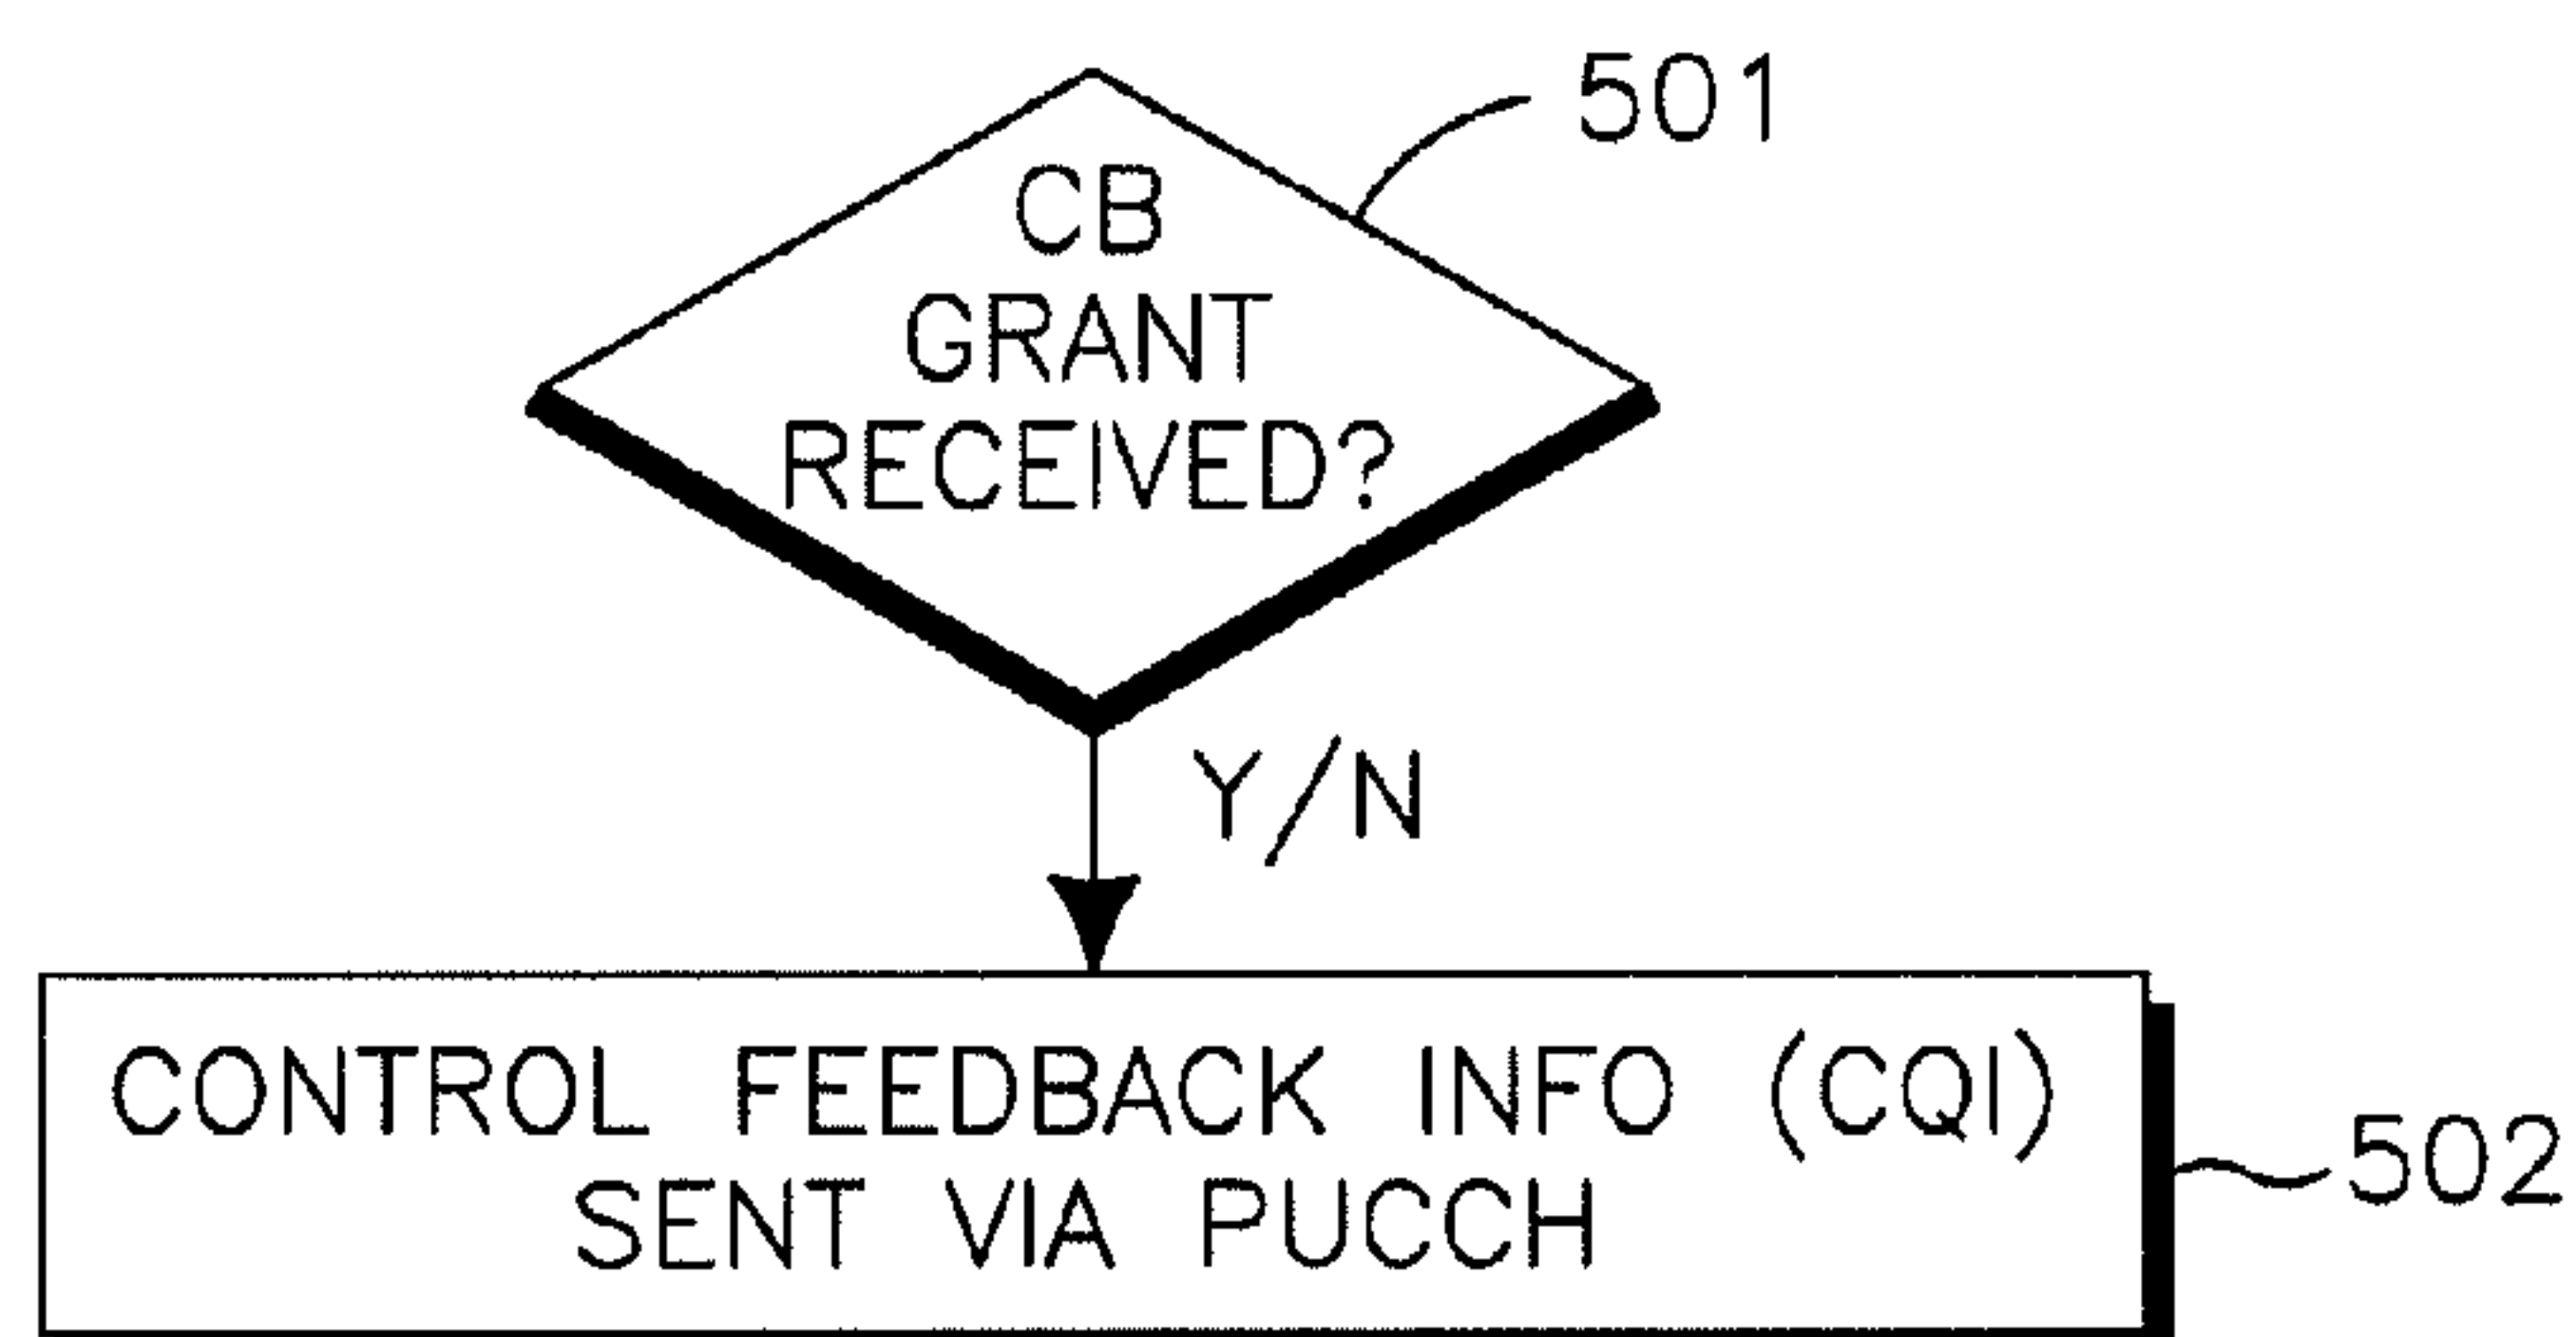 501
CB
GRANT
RECEIVED?
Y/N
CONTROL FEEDBACK INFO (CQI)
SENT VIA PUCCH
502